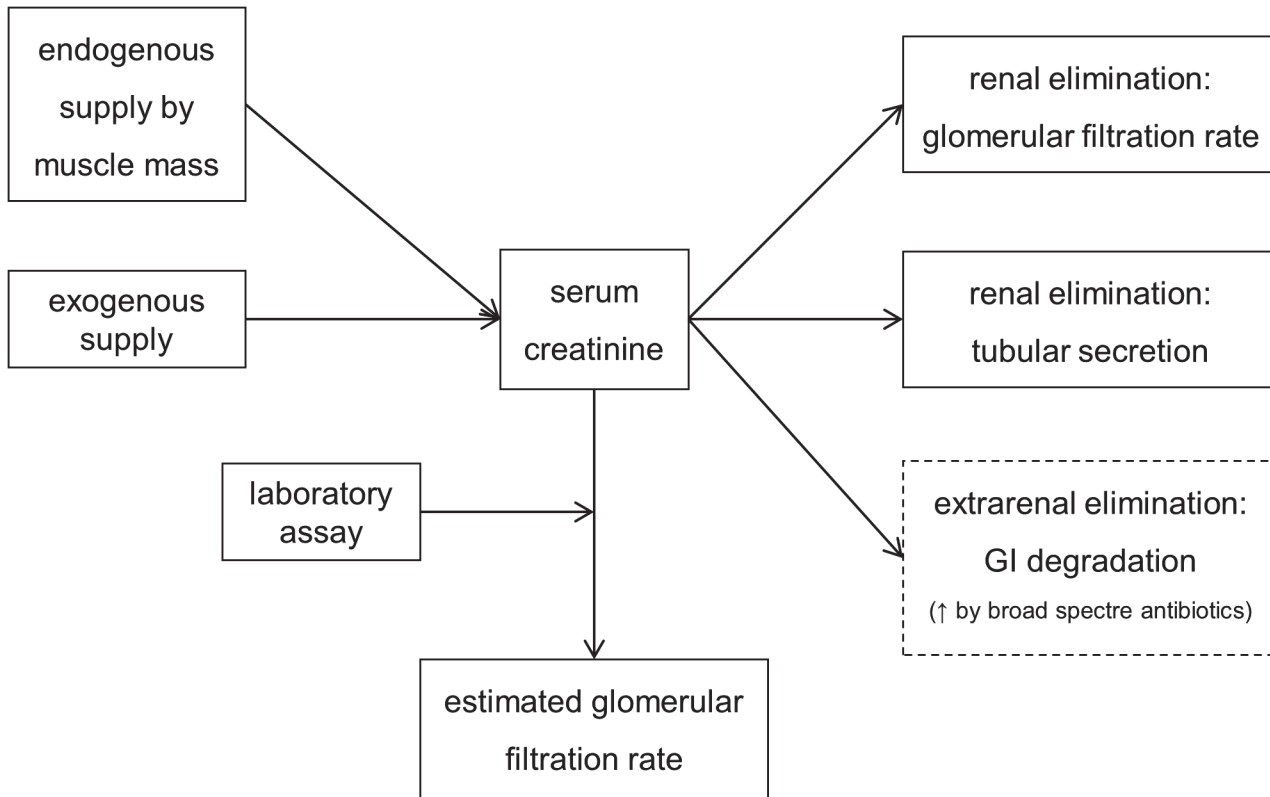 endogenous
supply by
muscle mass
exogenous
supply
serum
creatinine
laboratory
assay
estimated glomerular
filtration rate
renal elimination:
glomerular filtration rate
renal elimination:
tubular secretion
extrarenal elimination:
GI degradation
(↑ by broad spectre antibiotics)